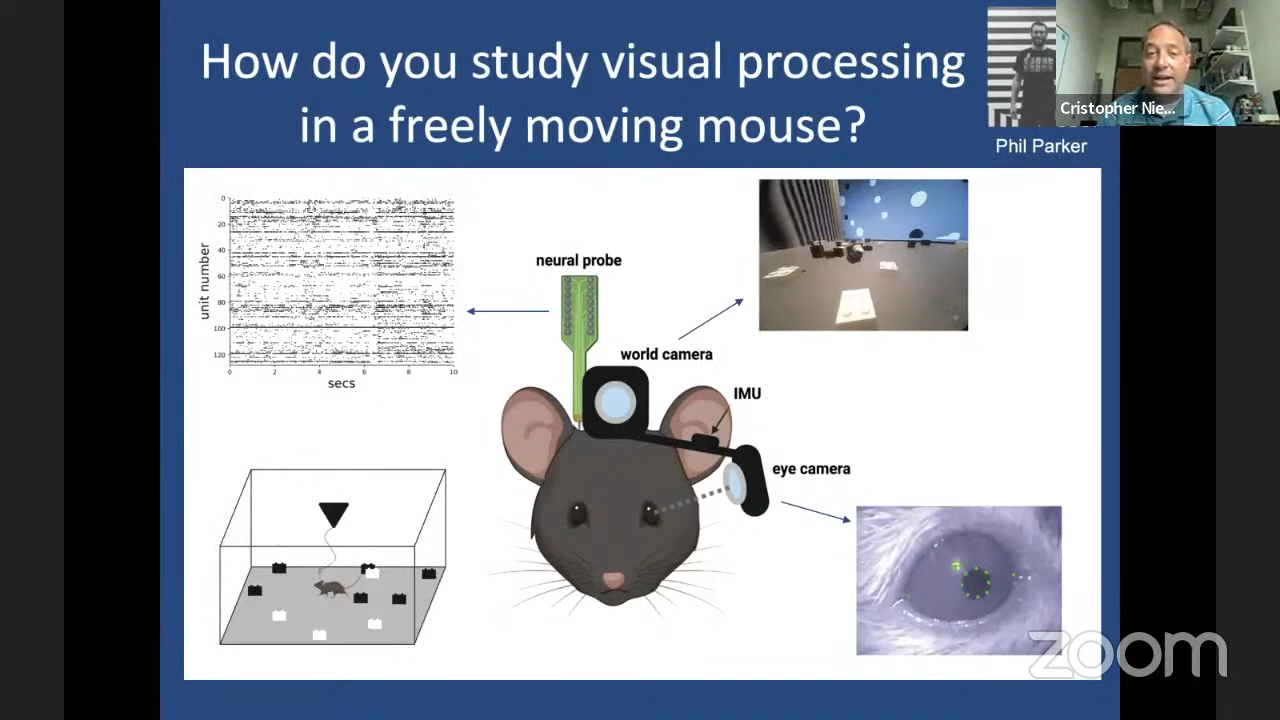 How do you study visual processing
in a freely moving mouse?
Cristopher Nie...
Phil Parker
0
20
40
60
80
100
120
unit number
0 2 4 6 8 10
secs
neural probe
world camera
IMU
eye camera
zoom